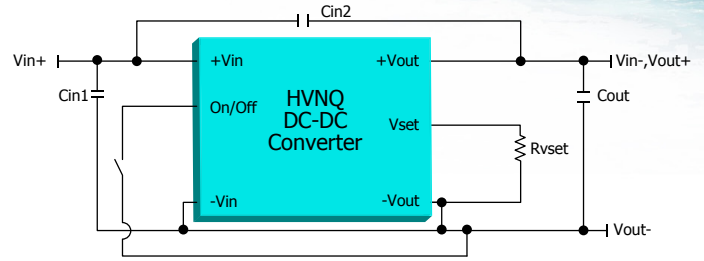 Cin2
Vin+
+Vin
+Vout
Vin-,Vout+
Cin1
On/Off
HVNQ
DC-DC
Converter
Vset
Cout
Rvset
-Vin
-Vout
Vout-